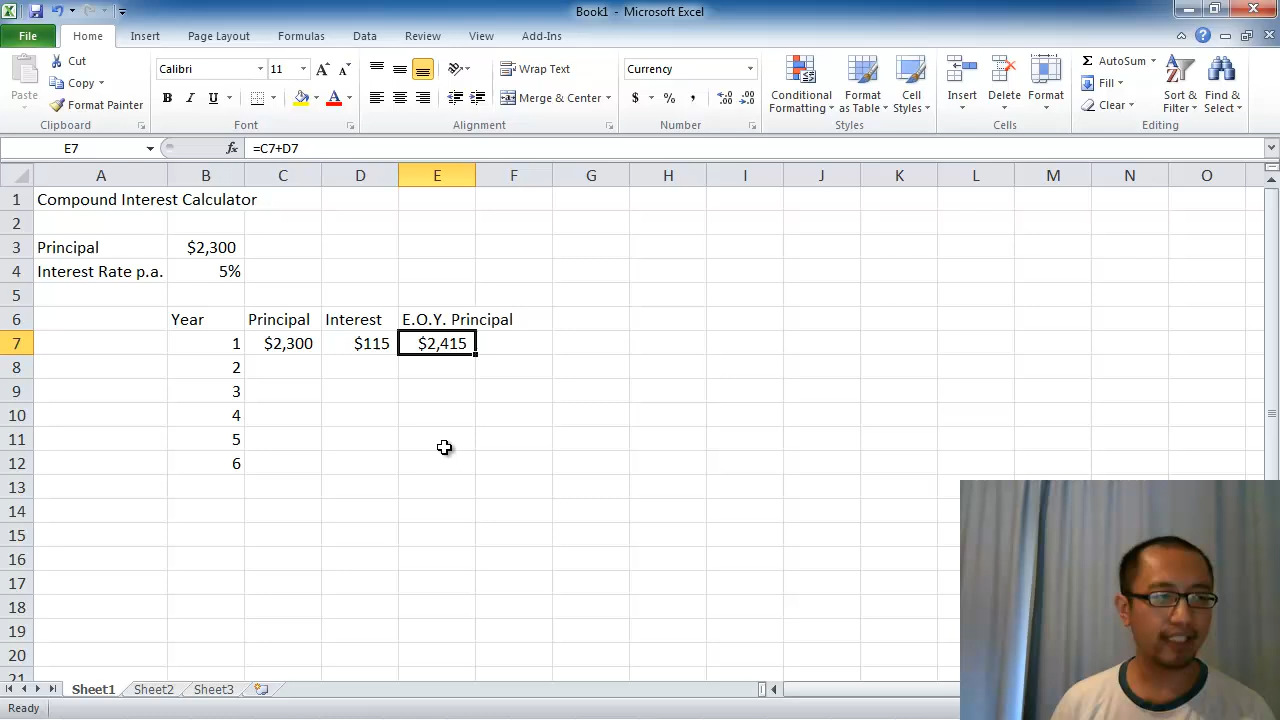 Book1 - Microsoft Excel
File Home Insert Page Layout Formulas Data Review View Add-Ins
Paste
Cut
Copy
Format Painter
Calibri 11
B I U
A A
A
Wrap Text
Merge & Center
Currency
$ % ,
Conditional Formatting
Format as Table
Cell Styles
Insert
Delete
Format
Σ AutoSum
Fill
Clear
Sort & Filter
Find & Select
Clipboard Font Alignment Number Styles Cells Editing
E7 fx =C7+D7
A B C D E F G H I J K L M N O
1 Compound Interest Calculator
2
3 Principal $2,300
4 Interest Rate p.a. 5%
5
6 Year Principal Interest E.O.Y. Principal
7 1 $2,300 $115 $2,415
8 2
9 3
10 4
11 5
12 6
13
14
15
16
17
18
19
20
21
Sheet1 Sheet2 Sheet3
Ready